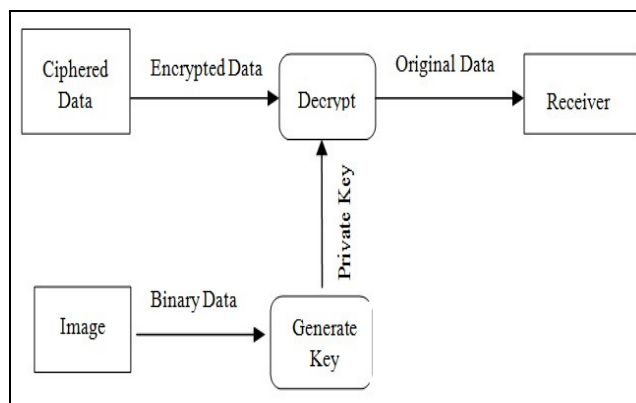 Ciphered
Data
Encrypted Data
Decrypt
Original Data
Receiver
Private Key
Image
Binary Data
Generate
Key